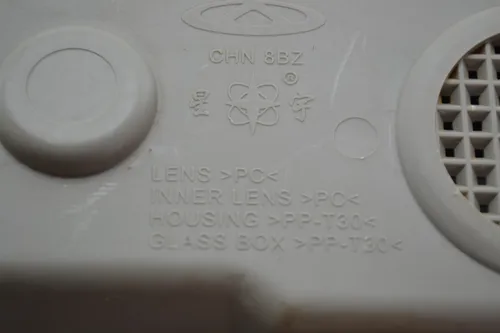 CHN 8BZ
星 ® 宇
LENS >PC<
INNER LENS >PC<
HOUSING >PP-T30<
GLASS BOX >PP-T30<